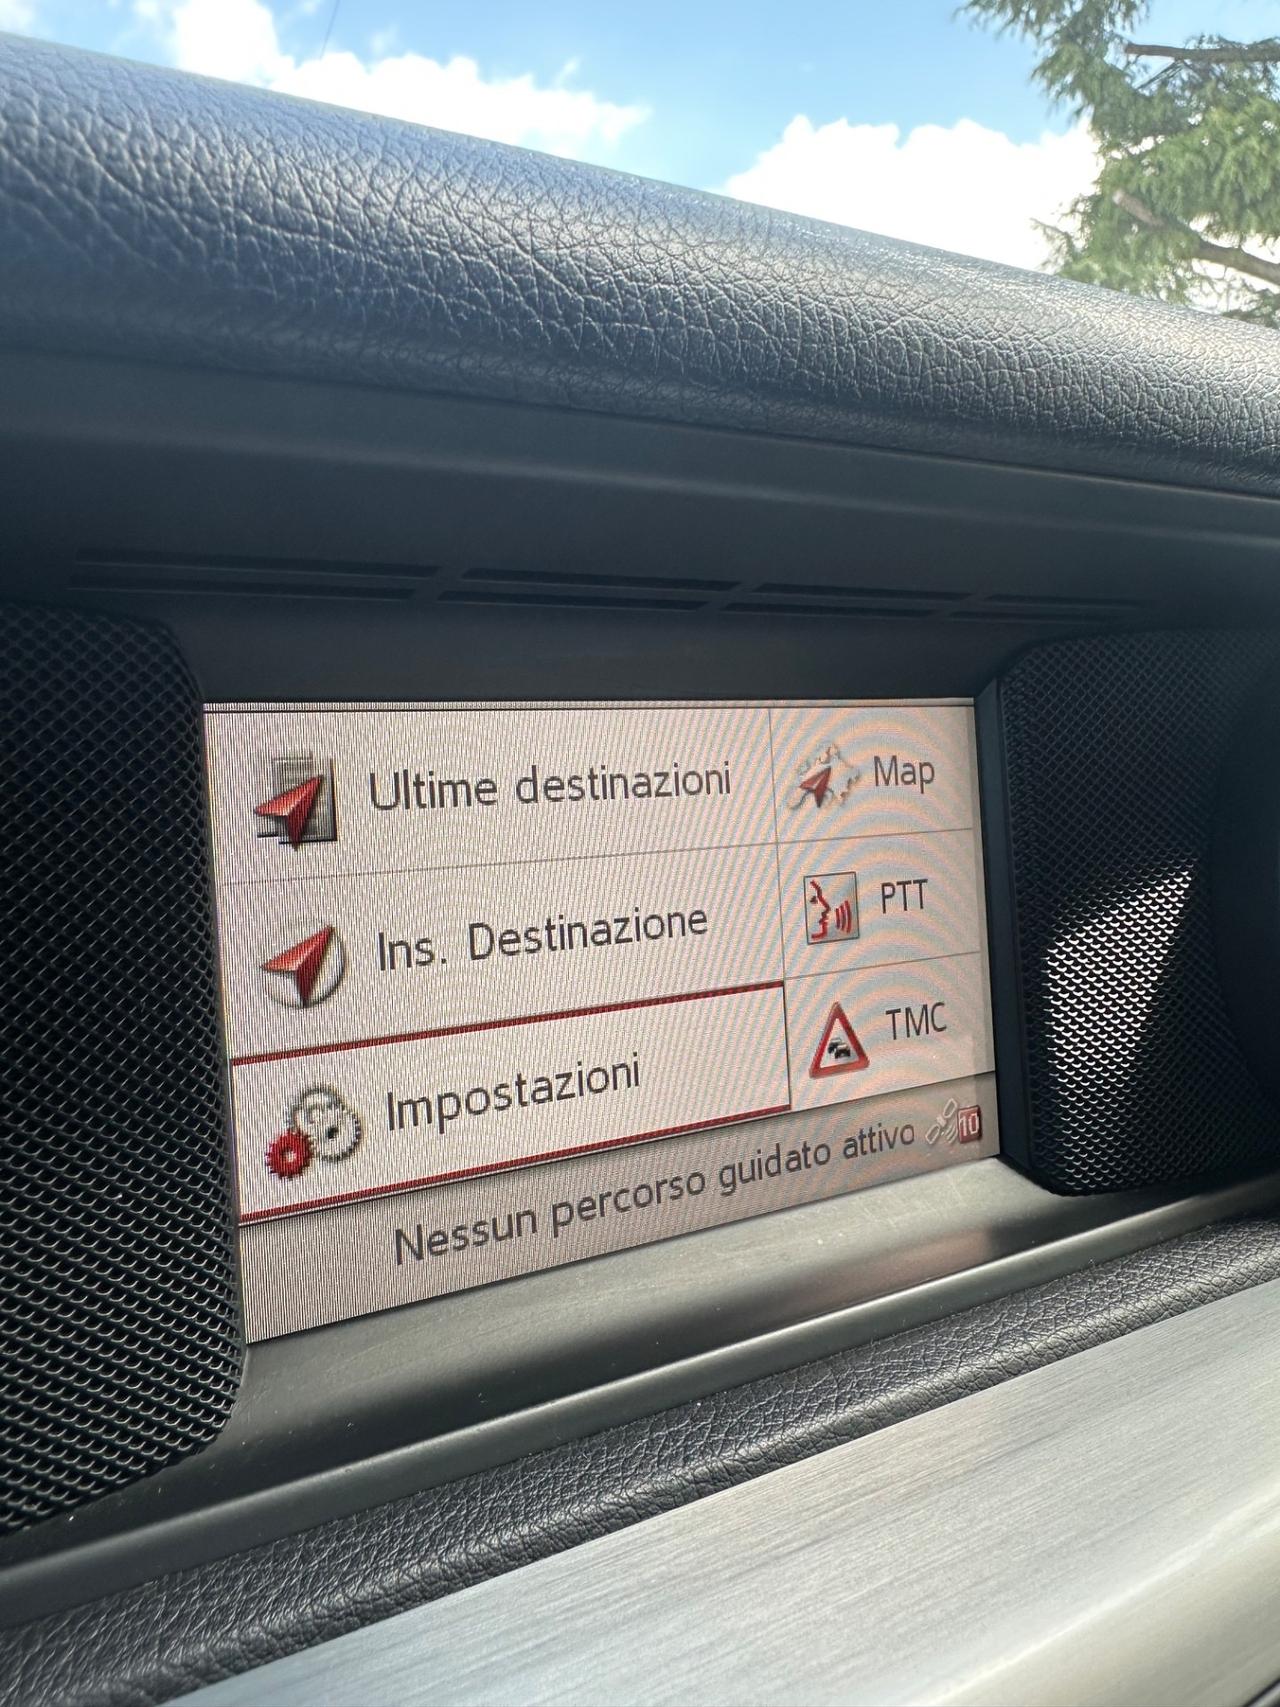 Ultime destinazioni
Ins. Destinazione
Impostazioni
Map
PTT
TMC
Nessun percorso guidato attivo
10